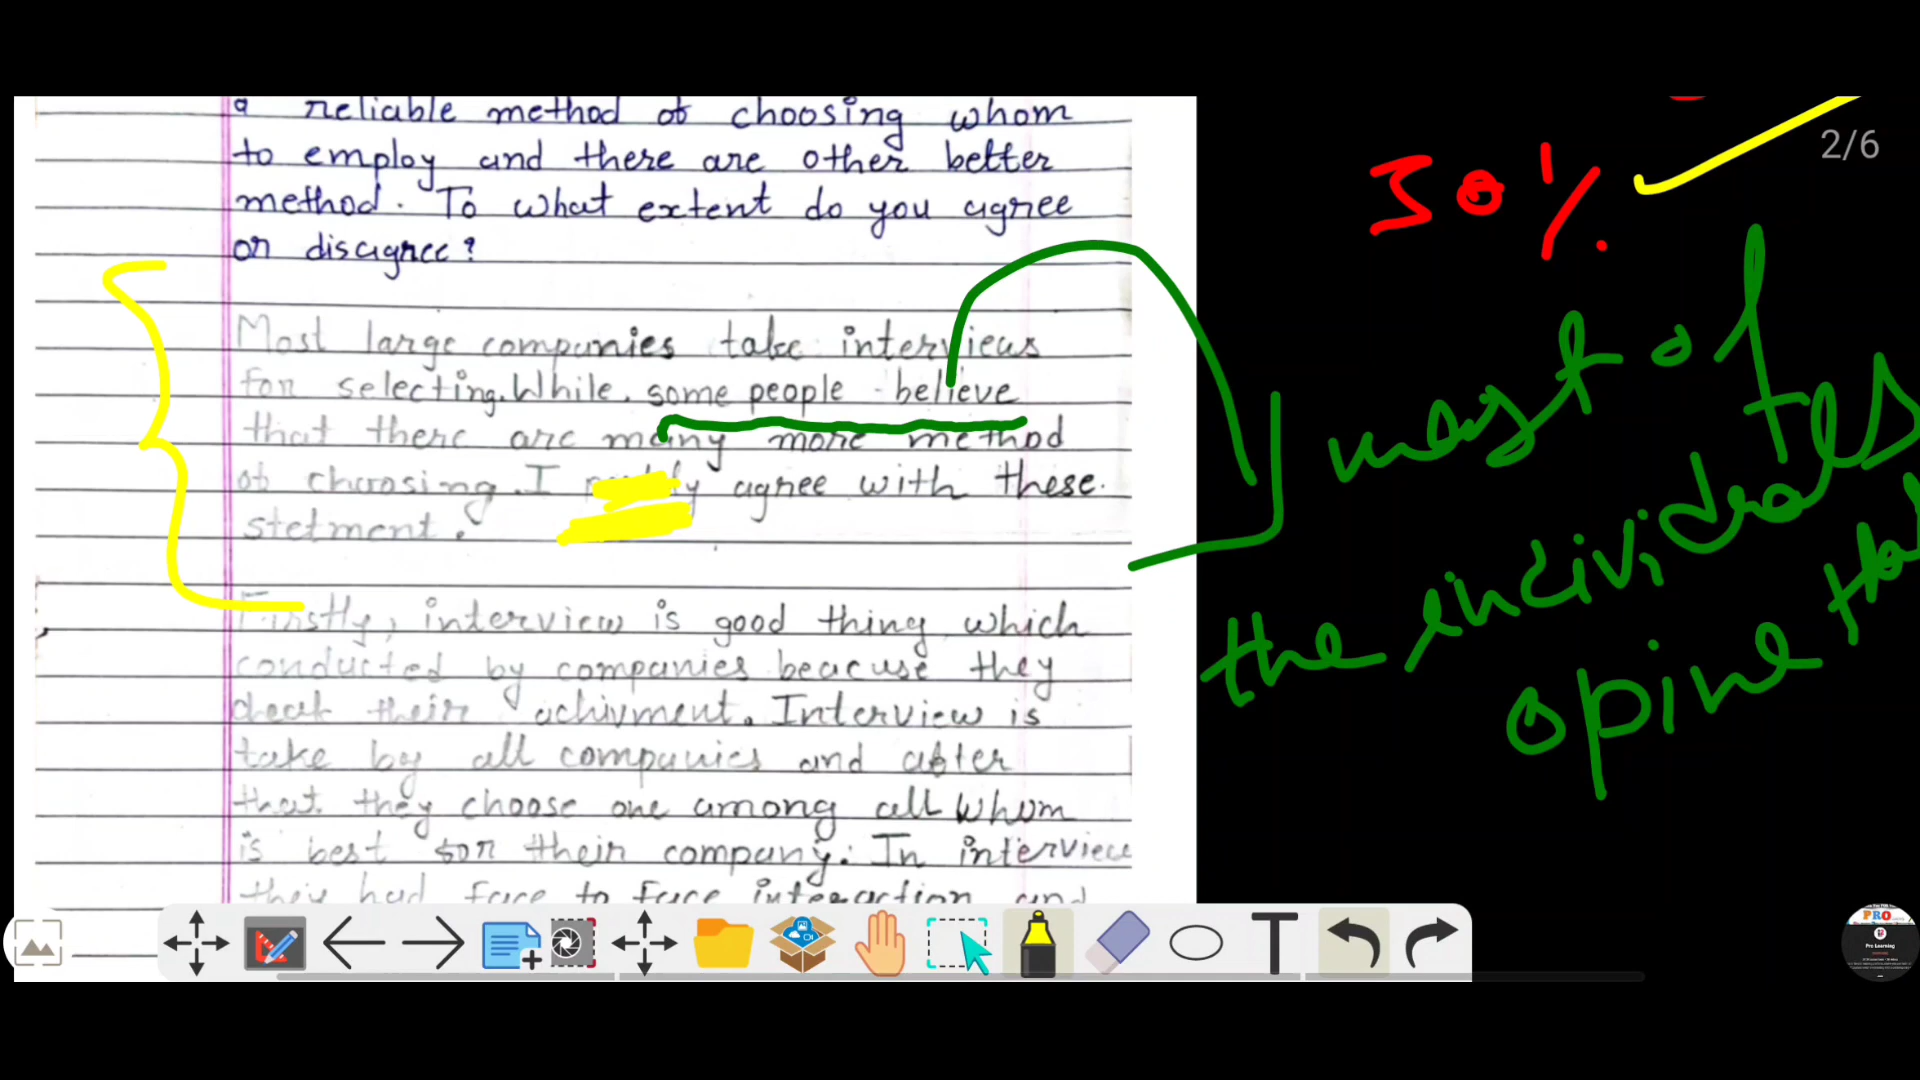 a reliable method of choosing whom
to employ and there are other better
method. To what extent do you agree
or disagree?
Most large companies take interviews
for selecting. While. some people believe
that there are many more method
of choosing. I agree with these.
stetment.
Firstly, interview is good thing which
conducted by companies beacuse they
their achivment. Interview is
take by all companies and after
that they choose one among all whom
is best for their company. In interview
they had face to face interaction and
30%.
2/6
most of
the
opine
T
PRO
Pro Learning